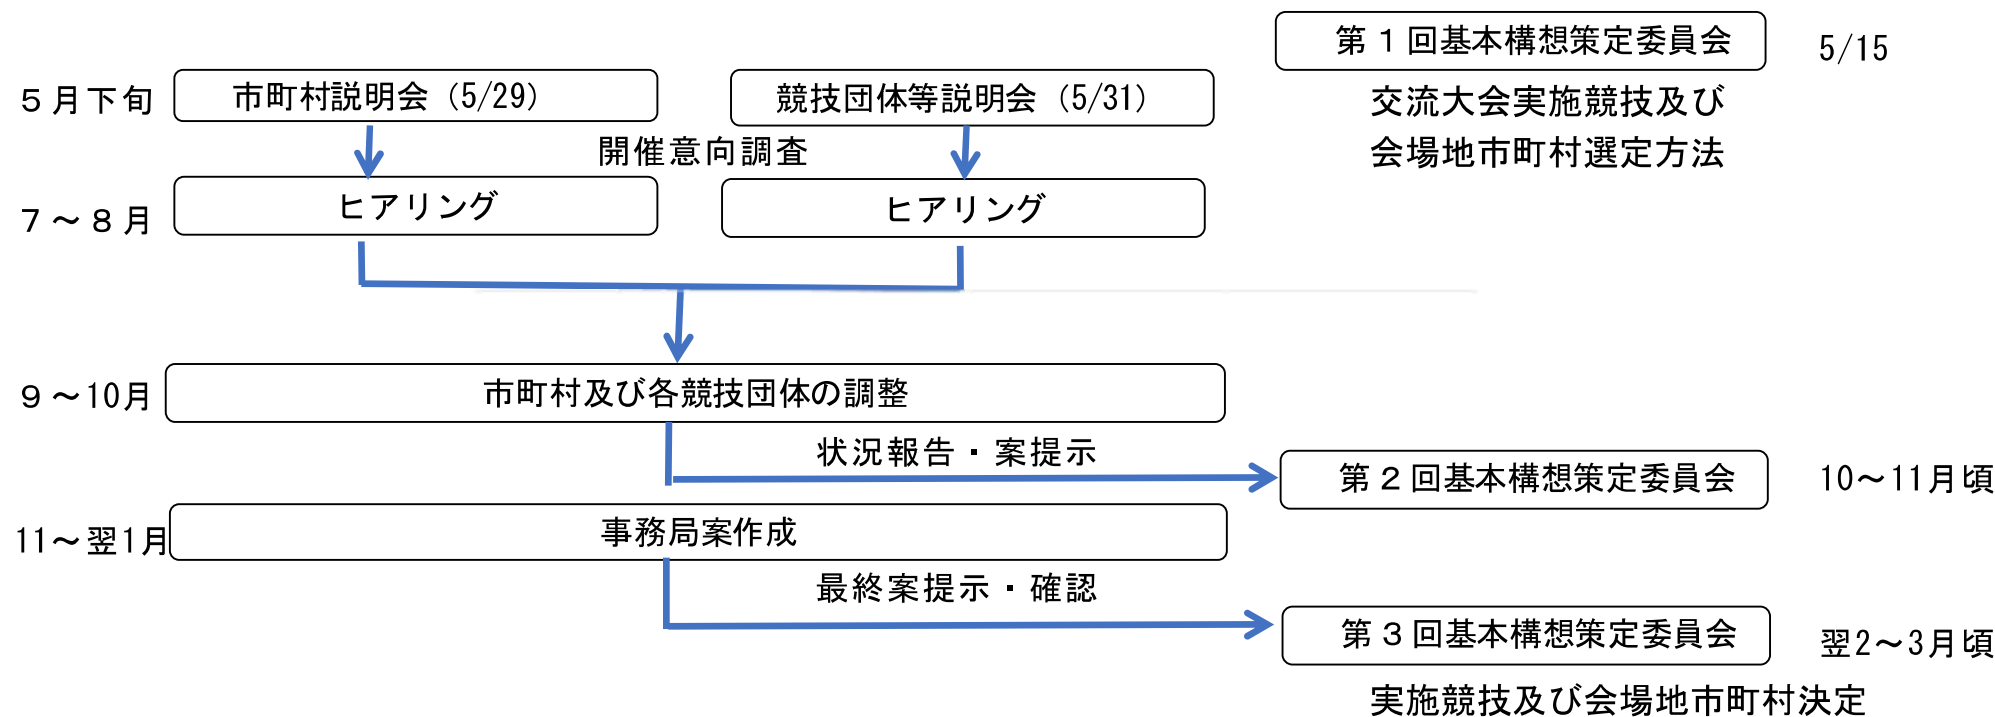 第１回基本構想策定委員会
5/15
５月下旬
市町村説明会（5/29）
競技団体等説明会（5/31）
交流大会実施競技及び
会場地市町村選定方法
開催意向調査
７～８月
ヒアリング
ヒアリング
９～10月
市町村及び各競技団体の調整
状況報告・案提示
第２回基本構想策定委員会
10～11月頃
11～翌1月
事務局案作成
最終案提示・確認
第３回基本構想策定委員会
翌2～3月頃
実施競技及び会場地市町村決定